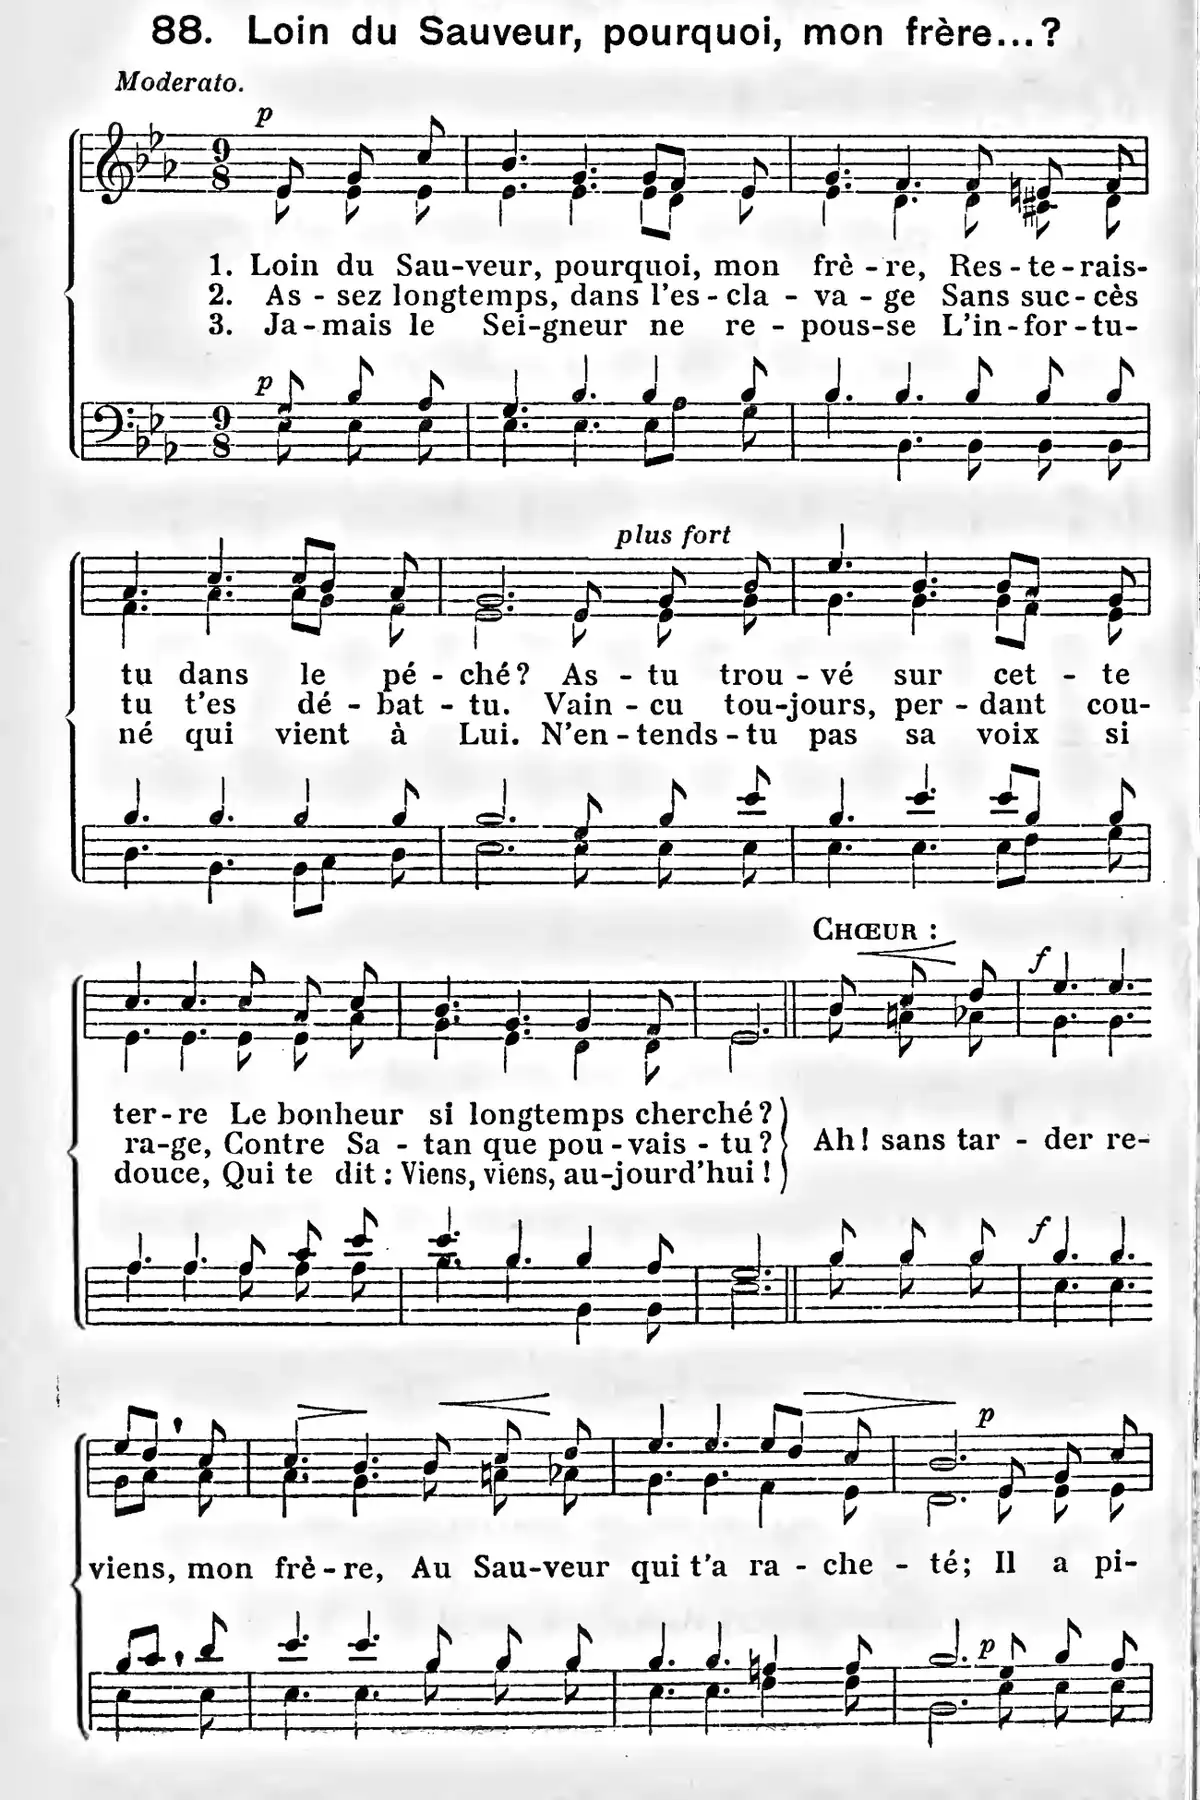 88. Loin du Sauveur, pourquoi, mon frère...?
Moderato.
p
9
8
1. Loin du Sau-veur, pourquoi, mon frè - re, Res - te - rais-
2. As - sez longtemps, dans l'es - cla - va - ge Sans suc - cès
3. Ja - mais le Sei-gneur ne re - pous-se L'in - for - tu-
p
9
8
plus fort
tu dans le pé - ché? As - tu trou - vé sur cet - te
tu t'es dé - bat - tu. Vain - cu tou-jours, per - dant cou-
né qui vient à Lui. N'en - tends - tu pas sa voix si
CHŒUR :
f
ter - re Le bonheur si longtemps cherché?
ra-ge, Contre Sa - tan que pou - vais - tu?
douce, Qui te dit : Viens, viens, au-jourd'hui !
Ah! sans tar - der re-
f
p
viens, mon frè - re, Au Sau-veur qui t'a ra - che - té; Il a pi-
p